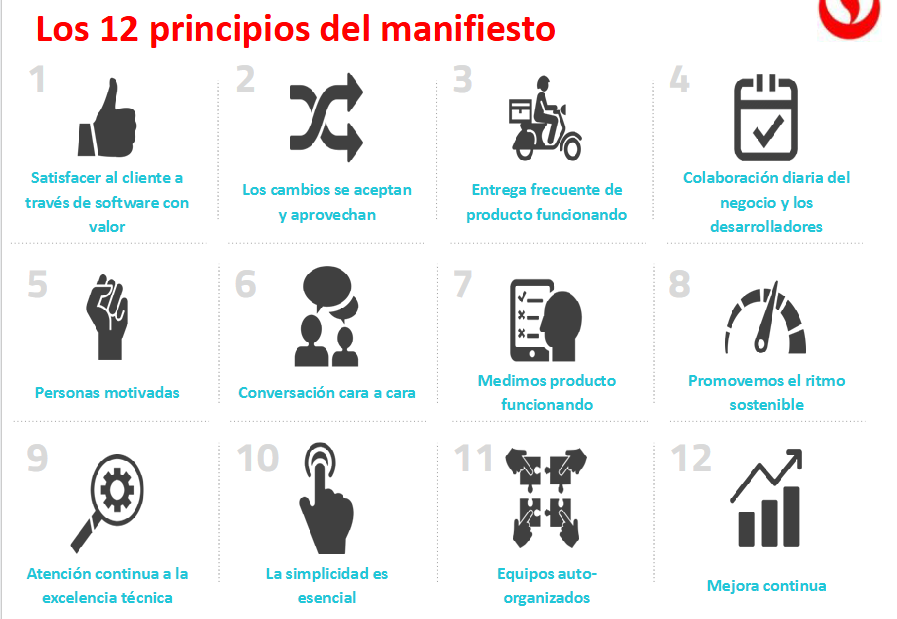 Los 12 principios del manifiesto
1
Satisfacer al cliente a
través de software con
valor
2
Los cambios se aceptan
y aprovechan
3
Entrega frecuente de
producto funcionando
4
Colaboración diaria del
negocio y los
desarrolladores
5
Personas motivadas
6
Conversación cara a cara
7
Medimos producto
funcionando
8
Promovemos el ritmo
sostenible
9
Atención continua a la
excelencia técnica
10
La simplicidad es
esencial
11
Equipos auto-
organizados
12
Mejora continua